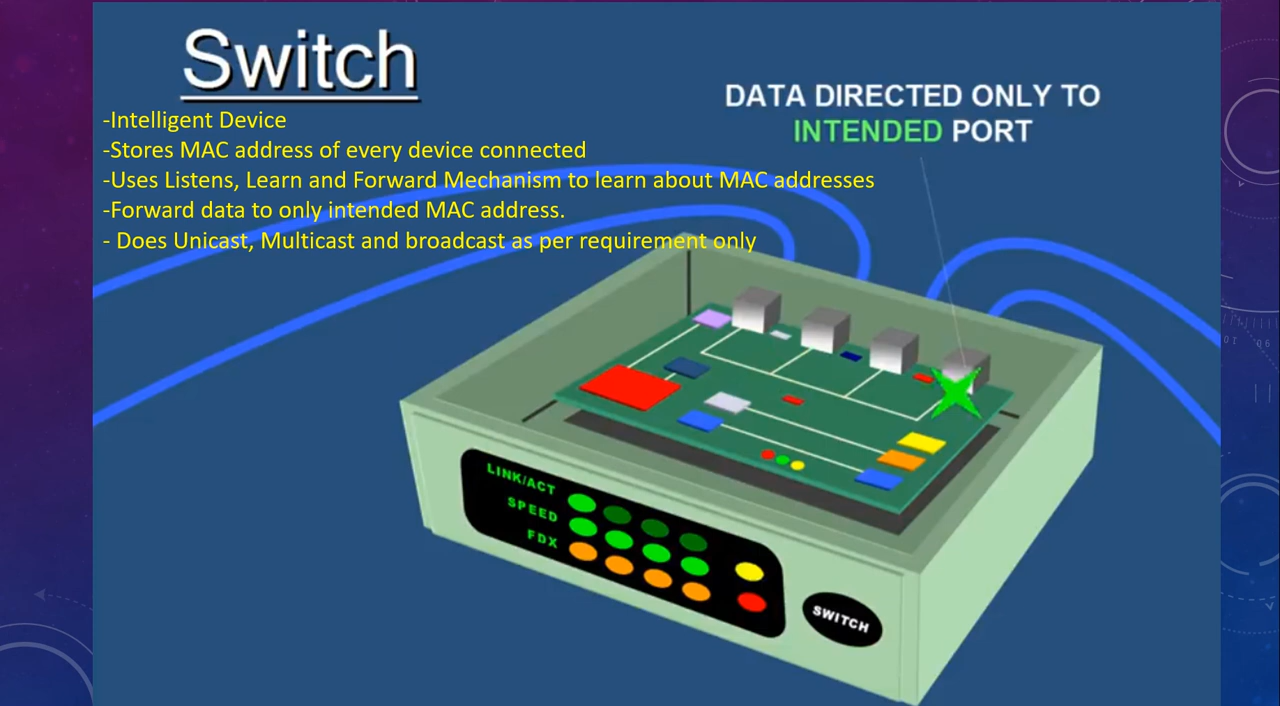 Switch
-Intelligent Device
-Stores MAC address of every device connected
-Uses Listens, Learn and Forward Mechanism to learn about MAC addresses
-Forward data to only intended MAC address.
- Does Unicast, Multicast and broadcast as per requirement only
DATA DIRECTED ONLY TO
INTENDED PORT
LINK/ACT
SPEED
FDX
SWITCH